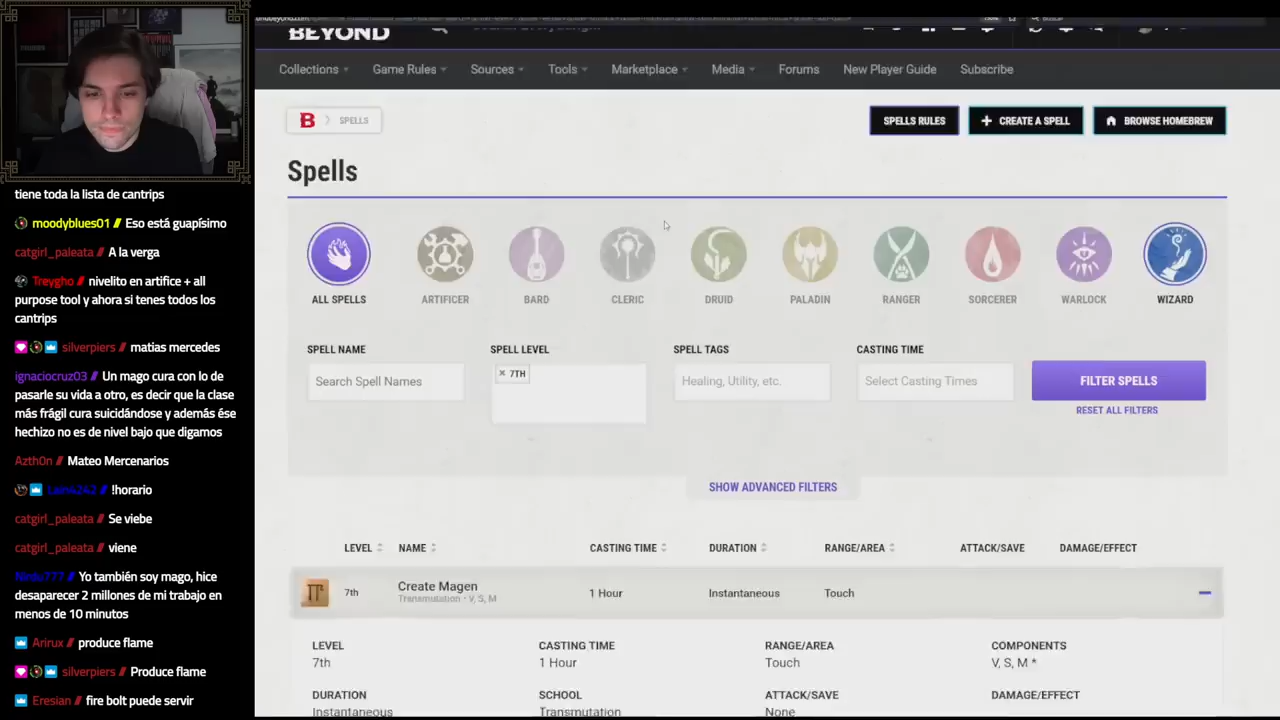 BEYOND
Collections
Game Rules
Sources
Tools
Marketplace
Media
Forums
New Player Guide
Subscribe
B
SPELLS
SPELLS RULES
+ CREATE A SPELL
BROWSE HOMEBREW
Spells
ALL SPELLS
ARTIFICER
BARD
CLERIC
DRUID
PALADIN
RANGER
SORCERER
WARLOCK
WIZARD
SPELL NAME
SPELL LEVEL
SPELL TAGS
CASTING TIME
Search Spell Names
× 7TH
Healing, Utility, etc.
Select Casting Times
FILTER SPELLS
RESET ALL FILTERS
SHOW ADVANCED FILTERS
LEVEL
NAME
CASTING TIME
DURATION
RANGE/AREA
ATTACK/SAVE
DAMAGE/EFFECT
7th
Create Magen
Transmutation • V, S, M
1 Hour
Instantaneous
Touch
LEVEL
7th
CASTING TIME
1 Hour
RANGE/AREA
Touch
COMPONENTS
V, S, M *
DURATION
Instantaneous
SCHOOL
Transmutation
ATTACK/SAVE
None
DAMAGE/EFFECT
tiene toda la lista de cantrips
moodyblues01 // Eso está guapísimo
catgirl_paleata // A la verga
Treygho // nivelito en artifice + all
purpose tool y ahora si tenes todos los
cantrips
silverpiers // matias mercedes
ignaciocruz03 // Un mago cura con lo de
pasarle su vida a otro, es decir que la clase
más frágil cura suicidándose y además ése
hechizo no es de nivel bajo que digamos
Azth0n // Mateo Mercenarios
// !horario
catgirl_paleata // Se viebe
catgirl_paleata // viene
// Yo también soy mago, hice
desaparecer 2 millones de mi trabajo en
menos de 10 minutos
Arirux // produce flame
silverpiers // Produce flame
Eresian // fire bolt puede servir